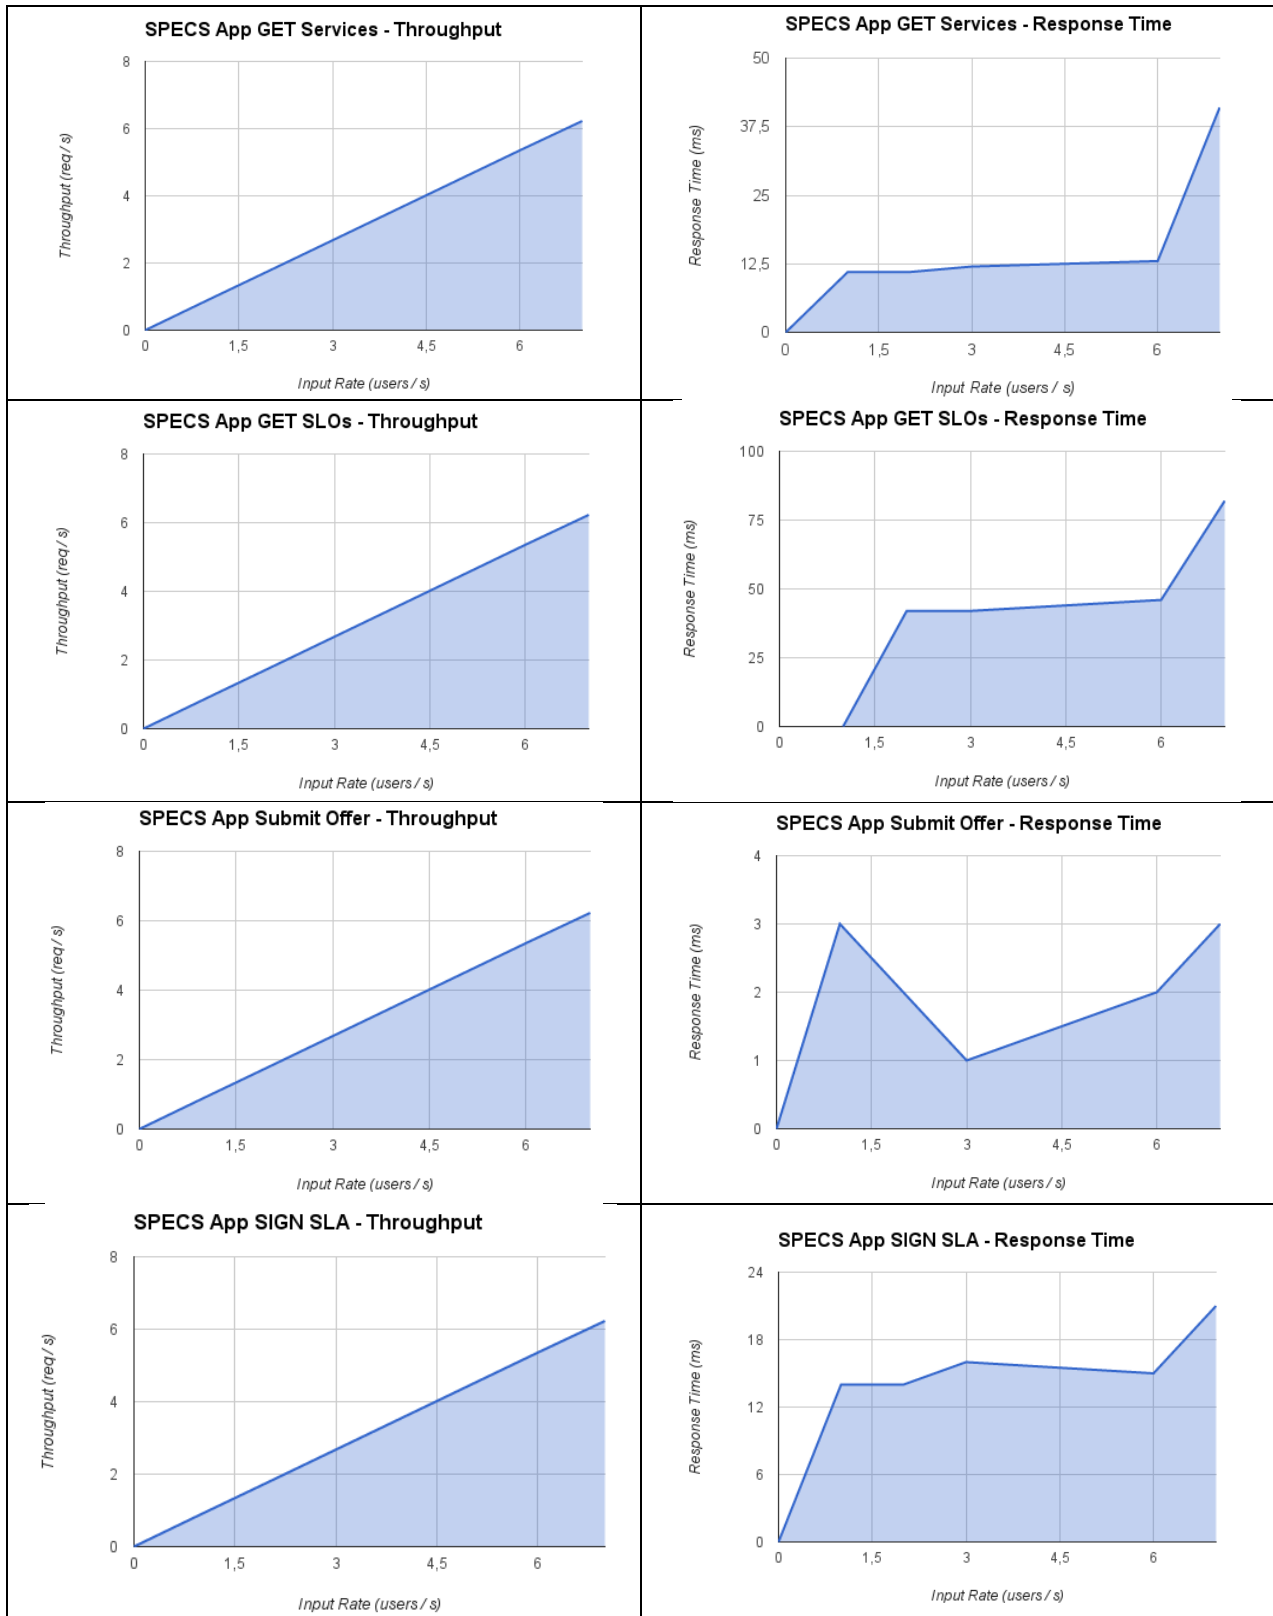 SPECS App GET Services - Throughput
8
6
4
2
0
0 1,5 3 4,5 6
Throughput (req / s)
Input Rate (users / s)
SPECS App GET Services - Response Time
50
37,5
25
12,5
0
0 1,5 3 4,5 6
Response Time (ms)
Input Rate (users / s)
SPECS App GET SLOs - Throughput
8
6
4
2
0
0 1,5 3 4,5 6
Throughput (req / s)
Input Rate (users / s)
SPECS App GET SLOs - Response Time
100
75
50
25
0
0 1,5 3 4,5 6
Response Time (ms)
Input Rate (users / s)
SPECS App Submit Offer - Throughput
8
6
4
2
0
0 1,5 3 4,5 6
Throughput (req / s)
Input Rate (users / s)
SPECS App Submit Offer - Response Time
4
3
2
1
0
0 1,5 3 4,5 6
Response Time (ms)
Input Rate (users / s)
SPECS App SIGN SLA - Throughput
8
6
4
2
0
0 1,5 3 4,5 6
Throughput (req / s)
Input Rate (users / s)
SPECS App SIGN SLA - Response Time
24
18
12
6
0
0 1,5 3 4,5 6
Response Time (ms)
Input Rate (users / s)